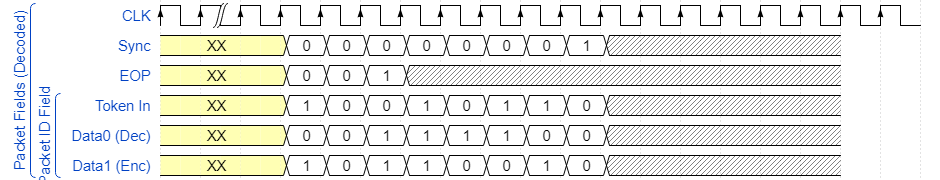 Packet Fields (Decoded)
Packet ID Field
CLK
Sync XX 0 0 0 0 0 0 0 1
EOP XX 0 0 1
Token In XX 1 0 0 1 0 1 1 0
Data0 (Dec) XX 0 0 1 1 1 1 0 0
Data1 (Enc) XX 1 0 1 1 0 0 1 0